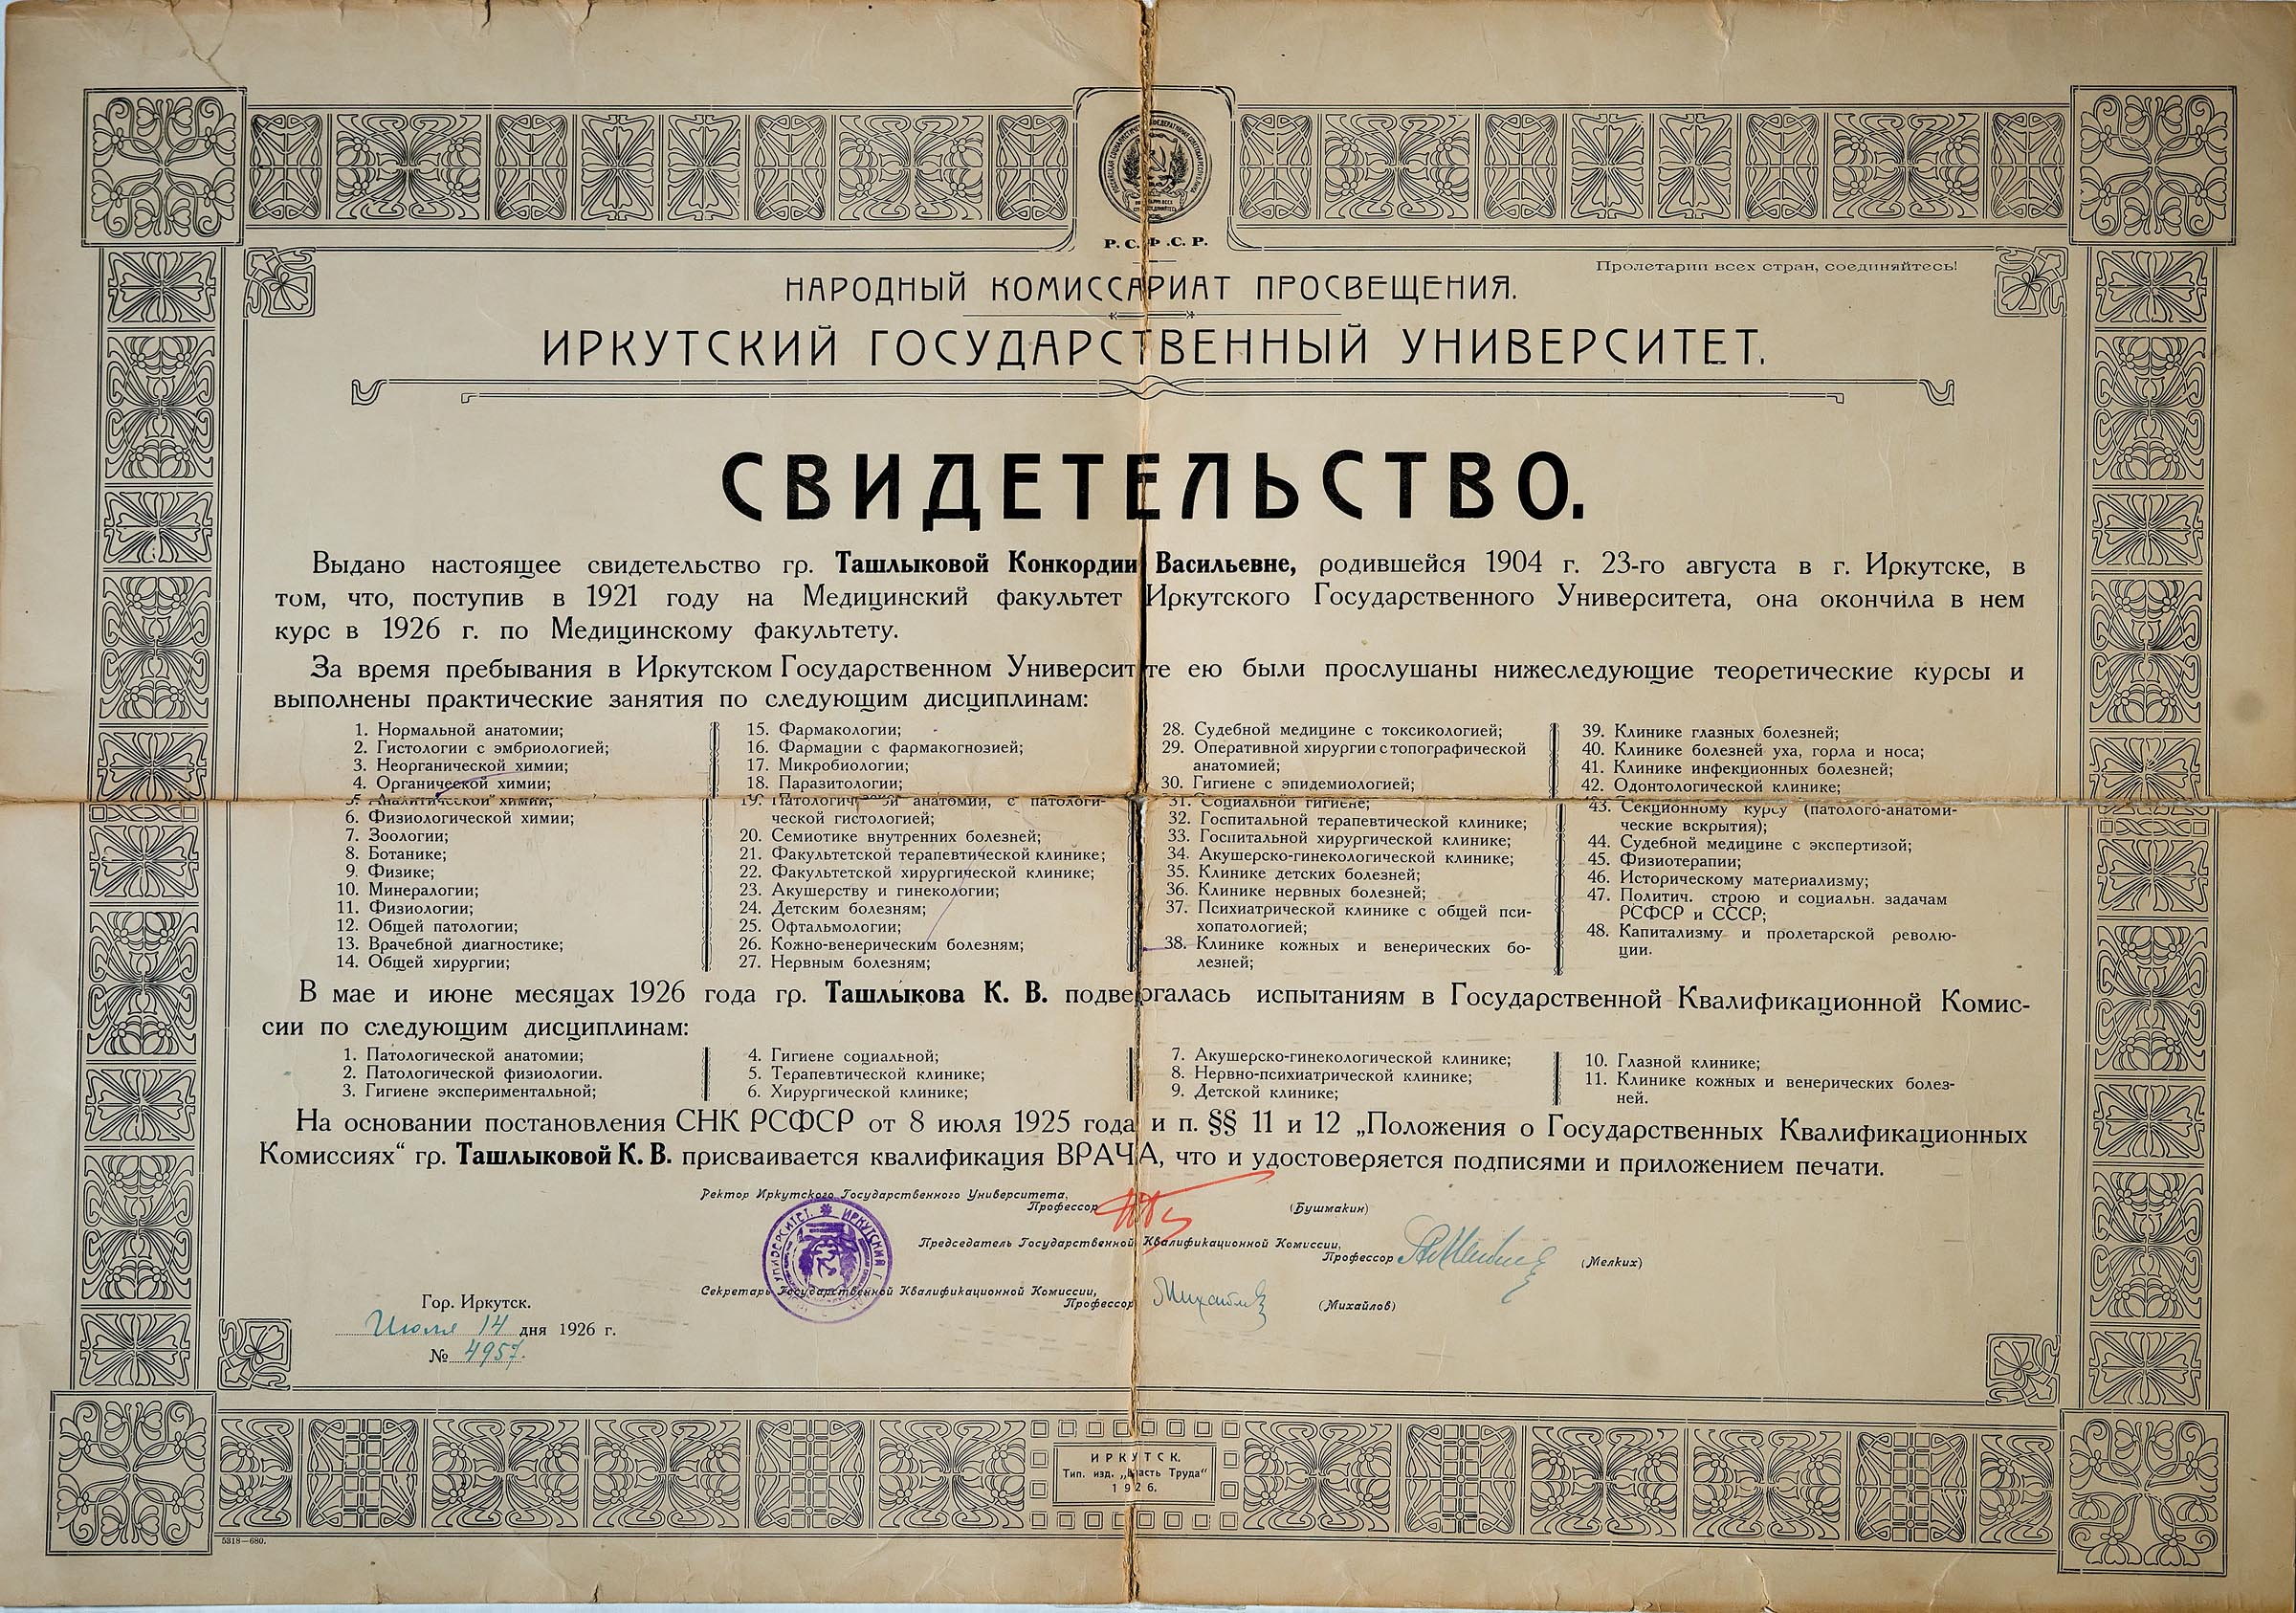 Р. С. Ф. С. Р.
Пролетарии всех стран, соединяйтесь!
НАРОДНЫЙ КОМИССАРИАТ ПРОСВЕЩЕНИЯ.
ИРКУТСКИЙ ГОСУДАРСТВЕННЫЙ УНИВЕРСИТЕТ.
СВИДЕТЕЛЬСТВО.
Выдано настоящее свидетельство гр. Ташлыковой Конкордии Васильевне, родившейся 1904 г. 23-го августа в г. Иркутске, в
том, что, поступив в 1921 году на Медицинский факультет Иркутского Государственного Университета, она окончила в нем
курс в 1926 г. по Медицинскому факультету.
За время пребывания в Иркутском Государственном Университете ею были прослушаны нижеследующие теоретические курсы и
выполнены практические занятия по следующим дисциплинам:
1. Нормальной анатомии;
2. Гистологии с эмбриологией;
3. Неорганической химии;
4. Органической химии;
5. Аналитической химии;
6. Физиологической химии;
7. Зоологии;
8. Ботанике;
9. Физике;
10. Минералогии;
11. Физиологии;
12. Общей патологии;
13. Врачебной диагностике;
14. Общей хирургии;
15. Фармакологии;
16. Фармации с фармакогнозией;
17. Микробиологии;
18. Паразитологии;
19. Патологической анатомии, с патологи-
ческой гистологией;
20. Семиотике внутренних болезней;
21. Факультетской терапевтической клинике;
22. Факультетской хирургической клинике;
23. Акушерству и гинекологии;
24. Детским болезням;
25. Офтальмологии;
26. Кожно-венерическим болезням;
27. Нервным болезням;
28. Судебной медицине с токсикологией;
29. Оперативной хирургии с топографической
анатомией;
30. Гигиене с эпидемиологией;
31. Социальной гигиене;
32. Госпитальной терапевтической клинике;
33. Госпитальной хирургической клинике;
34. Акушерско-гинекологической клинике;
35. Клинике детских болезней;
36. Клинике нервных болезней;
37. Психиатрической клинике с общей пси-
хопатологией;
38. Клинике кожных и венерических бо-
лезней;
39. Клинике глазных болезней;
40. Клинике болезней уха, горла и носа;
41. Клинике инфекционных болезней;
42. Одонтологической клинике;
43. Секционному курсу (патолого-анатоми-
ческие вскрытия);
44. Судебной медицине с экспертизой;
45. Физиотерапии;
46. Историческому материализму;
47. Политич. строю и социальн. задачам
РСФСР и СССР;
48. Капитализму и пролетарской револю-
ции.
В мае и июне месяцах 1926 года гр. Ташлыкова К. В. подвергалась испытаниям в Государственной Квалификационной Комис-
сии по следующим дисциплинам:
1. Патологической анатомии;
2. Патологической физиологии.
3. Гигиене экспериментальной;
4. Гигиене социальной;
5. Терапевтической клинике;
6. Хирургической клинике;
7. Акушерско-гинекологической клинике;
8. Нервно-психиатрической клинике;
9. Детской клинике;
10. Глазной клинике;
11. Клинике кожных и венерических болез-
ней.
На основании постановления СНК РСФСР от 8 июля 1925 года и п. §§ 11 и 12 „Положения о Государственных Квалификационных
Комиссиях“ гр. Ташлыковой К. В. присваивается квалификация ВРАЧА, что и удостоверяется подписями и приложением печати.
Ректор Иркутского Государственного Университета,
Профессор (Бушмакин)
Председатель Государственной Квалификационной Комиссии,
Профессор (Мелких)
Секретарь Государственной Квалификационной Комиссии,
Профессор Михайлов (Михайлов)
Гор. Иркутск.
Июля 14 дня 1926 г.
№ 4957.
ИРКУТСК.
Тип. изд. „Власть Труда“
1926.
5318—680.